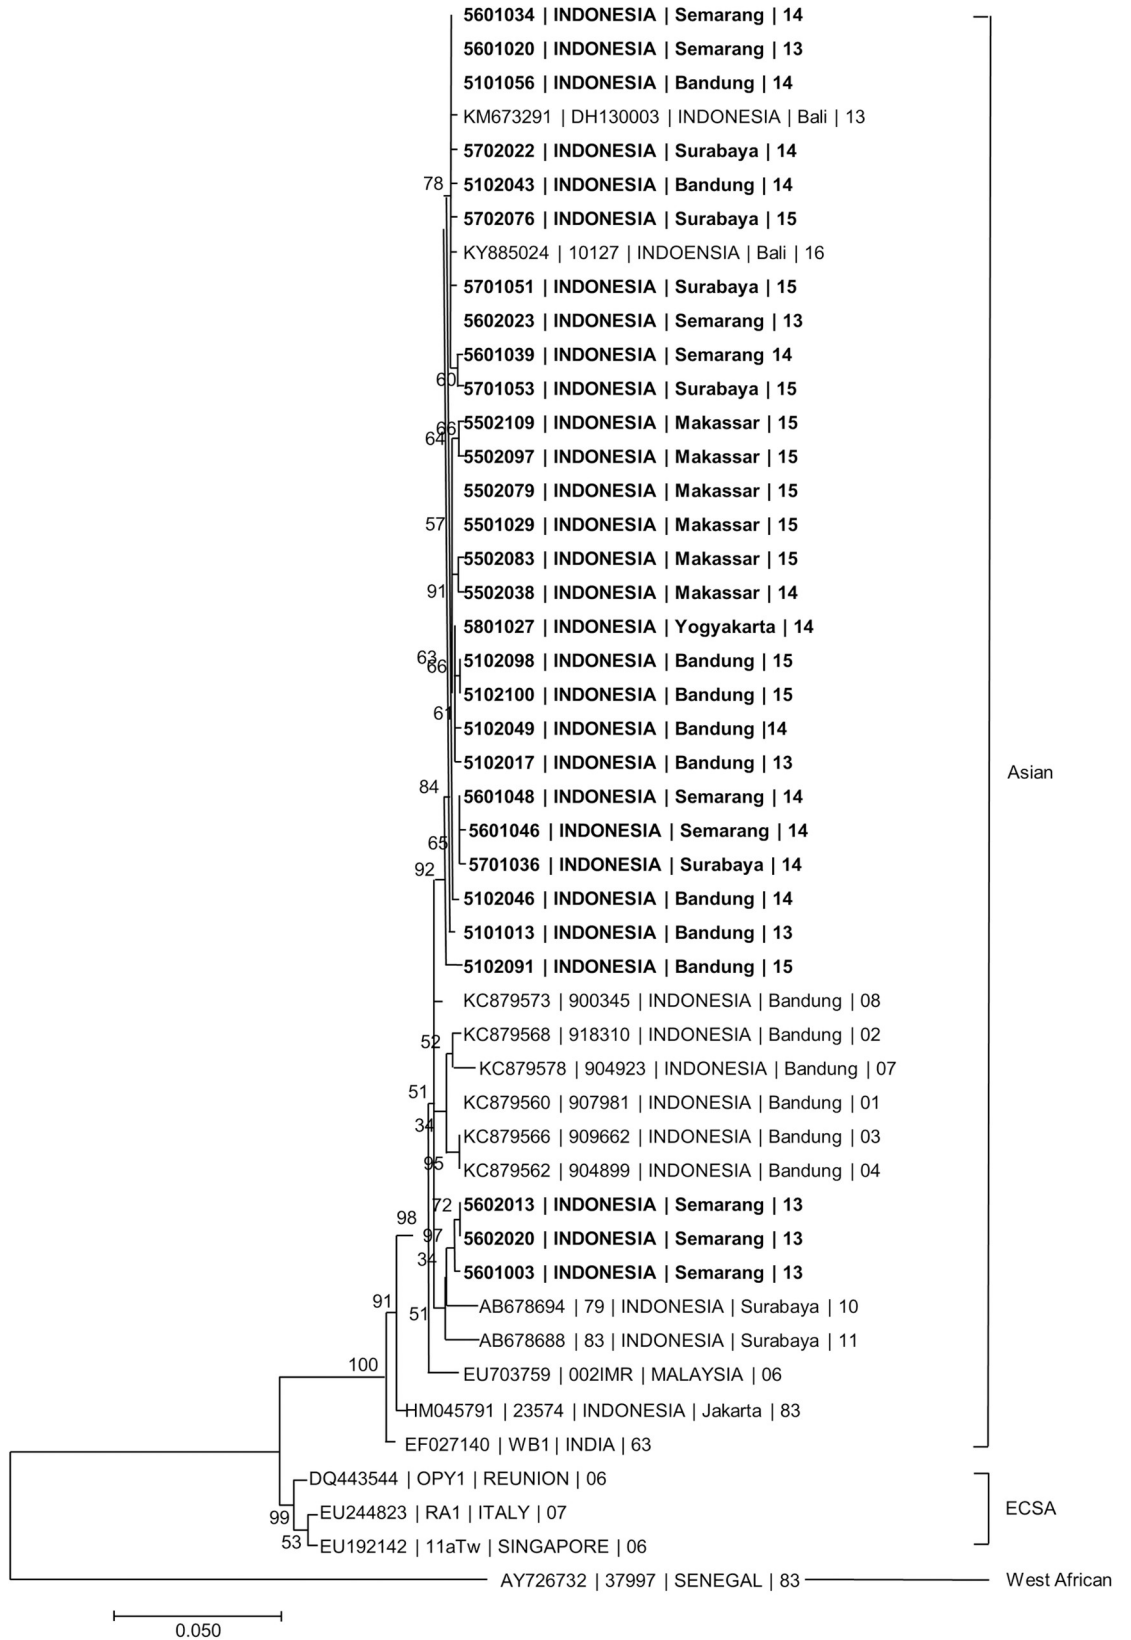 5601034 | INDONESIA | Semarang | 14
5601020 | INDONESIA | Semarang | 13
5101056 | INDONESIA | Bandung | 14
KM673291 | DH130003 | INDONESIA | Bali | 13
5702022 | INDONESIA | Surabaya | 14
78
5102043 | INDONESIA | Bandung | 14
5702076 | INDONESIA | Surabaya | 15
KY885024 | 10127 | INDOENSIA | Bali | 16
5701051 | INDONESIA | Surabaya | 15
5602023 | INDONESIA | Semarang | 13
5601039 | INDONESIA | Semarang 14
60
5701053 | INDONESIA | Surabaya | 15
5502109 | INDONESIA | Makassar | 15
66
64
5502097 | INDONESIA | Makassar | 15
5502079 | INDONESIA | Makassar | 15
57
5501029 | INDONESIA | Makassar | 15
5502083 | INDONESIA | Makassar | 15
91
5502038 | INDONESIA | Makassar | 14
5801027 | INDONESIA | Yogyakarta | 14
63
66
5102098 | INDONESIA | Bandung | 15
5102100 | INDONESIA | Bandung | 15
61
5102049 | INDONESIA | Bandung |14
5102017 | INDONESIA | Bandung | 13
Asian
84
5601048 | INDONESIA | Semarang | 14
5601046 | INDONESIA | Semarang | 14
65
5701036 | INDONESIA | Surabaya | 14
92
5102046 | INDONESIA | Bandung | 14
5101013 | INDONESIA | Bandung | 13
5102091 | INDONESIA | Bandung | 15
KC879573 | 900345 | INDONESIA | Bandung | 08
52
KC879568 | 918310 | INDONESIA | Bandung | 02
KC879578 | 904923 | INDONESIA | Bandung | 07
51
KC879560 | 907981 | INDONESIA | Bandung | 01
34
KC879566 | 909662 | INDONESIA | Bandung | 03
95
KC879562 | 904899 | INDONESIA | Bandung | 04
72
5602013 | INDONESIA | Semarang | 13
98
97
5602020 | INDONESIA | Semarang | 13
34
5601003 | INDONESIA | Semarang | 13
91
51
AB678694 | 79 | INDONESIA | Surabaya | 10
AB678688 | 83 | INDONESIA | Surabaya | 11
100
EU703759 | 002IMR | MALAYSIA | 06
HM045791 | 23574 | INDONESIA | Jakarta | 83
EF027140 | WB1 | INDIA | 63
DQ443544 | OPY1 | REUNION | 06
99
EU244823 | RA1 | ITALY | 07
ECSA
53
EU192142 | 11aTw | SINGAPORE | 06
AY726732 | 37997 | SENEGAL | 83
West African
0.050